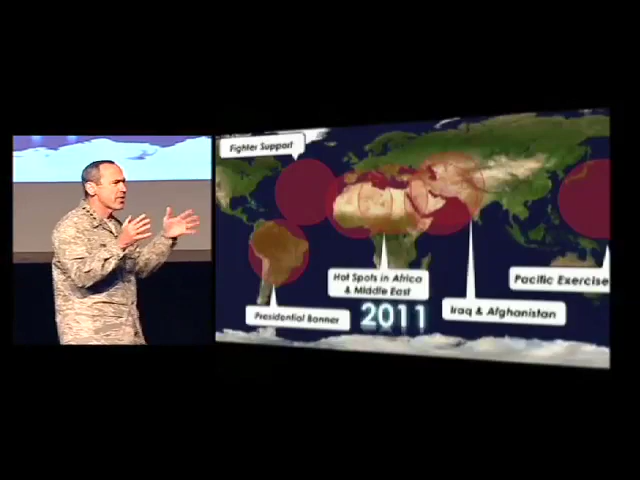 Fighter Support
Hot Spots in Africa
& Middle East
Pacific Exercise
Presidential Banner
2011
Iraq & Afghanistan